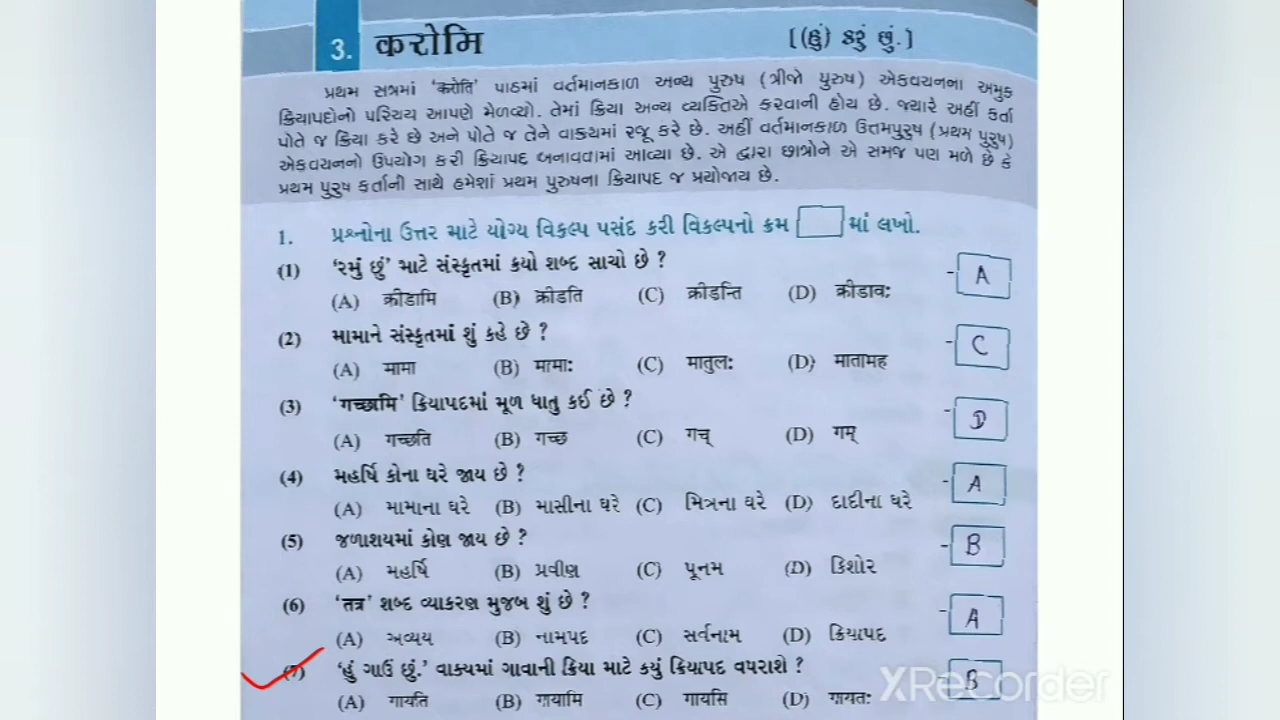 3. करोमि [(હું) કરું છું.]
પ્રથમ સત્રમાં ‘करोति’ પાઠમાં વર્તમાનકાળ અન્ય પુરુષ (ત્રીજો પુરુષ) એકવચનના અમુક
ક્રિયાપદોનો પરિચય આપણે મેળવ્યો. તેમાં ક્રિયા અન્ય વ્યક્તિએ કરવાની હોય છે. જ્યારે અહીં કર્તા
પોતે જ ક્રિયા કરે છે અને પોતે જ તેને વાક્યમાં રજૂ કરે છે. અહીં વર્તમાનકાળ ઉત્તમપુરુષ (પ્રથમ પુરુષ)
એકવચનનો ઉપયોગ કરી ક્રિયાપદ બનાવવામાં આવ્યા છે. એ દ્વારા છાત્રોને એ સમજ પણ મળે છે કે
પ્રથમ પુરુષ કર્તાની સાથે હમેશાં પ્રથમ પુરુષના ક્રિયાપદ જ પ્રયોજાય છે.
1. પ્રશ્નોના ઉત્તર માટે યોગ્ય વિકલ્પ પસંદ કરી વિકલ્પનો ક્રમ માં લખો.
(1) ‘રમું છું’ માટે સંસ્કૃતમાં કયો શબ્દ સાચો છે ? - A
(A) क्रीडामि (B) क्रीडति (C) क्रीडन्ति (D) क्रीडावः
(2) મામાને સંસ્કૃતમાં શું કહે છે ? - C
(A) मामा (B) मामाः (C) मातुलः (D) मातामह
(3) ‘गच्छामि’ ક્રિયાપદમાં મૂળ ધાતુ કઈ છે ? - D
(A) गच्छति (B) गच्छ (C) गच् (D) गम्
(4) મહર્ષિ કોના ઘરે જાય છે ? - A
(A) મામાના ઘરે (B) માસીના ઘરે (C) મિત્રના ઘરે (D) દાદીના ઘરે
(5) જળાશયમાં કોણ જાય છે ? - B
(A) મહર્ષિ (B) પ્રવીણ (C) પૂનમ (D) કિશોર
(6) ‘तत्र’ શબ્દ વ્યાકરણ મુજબ શું છે ? - A
(A) અવ્યય (B) નામપદ (C) સર્વનામ (D) ક્રિયાપદ
(7) ‘હું ગાઉં છું.’ વાક્યમાં ગાવાની ક્રિયા માટે કયું ક્રિયાપદ વપરાશે ? - B
(A) गायति (B) गायामि (C) गायसि (D) गायतः
XRecorder